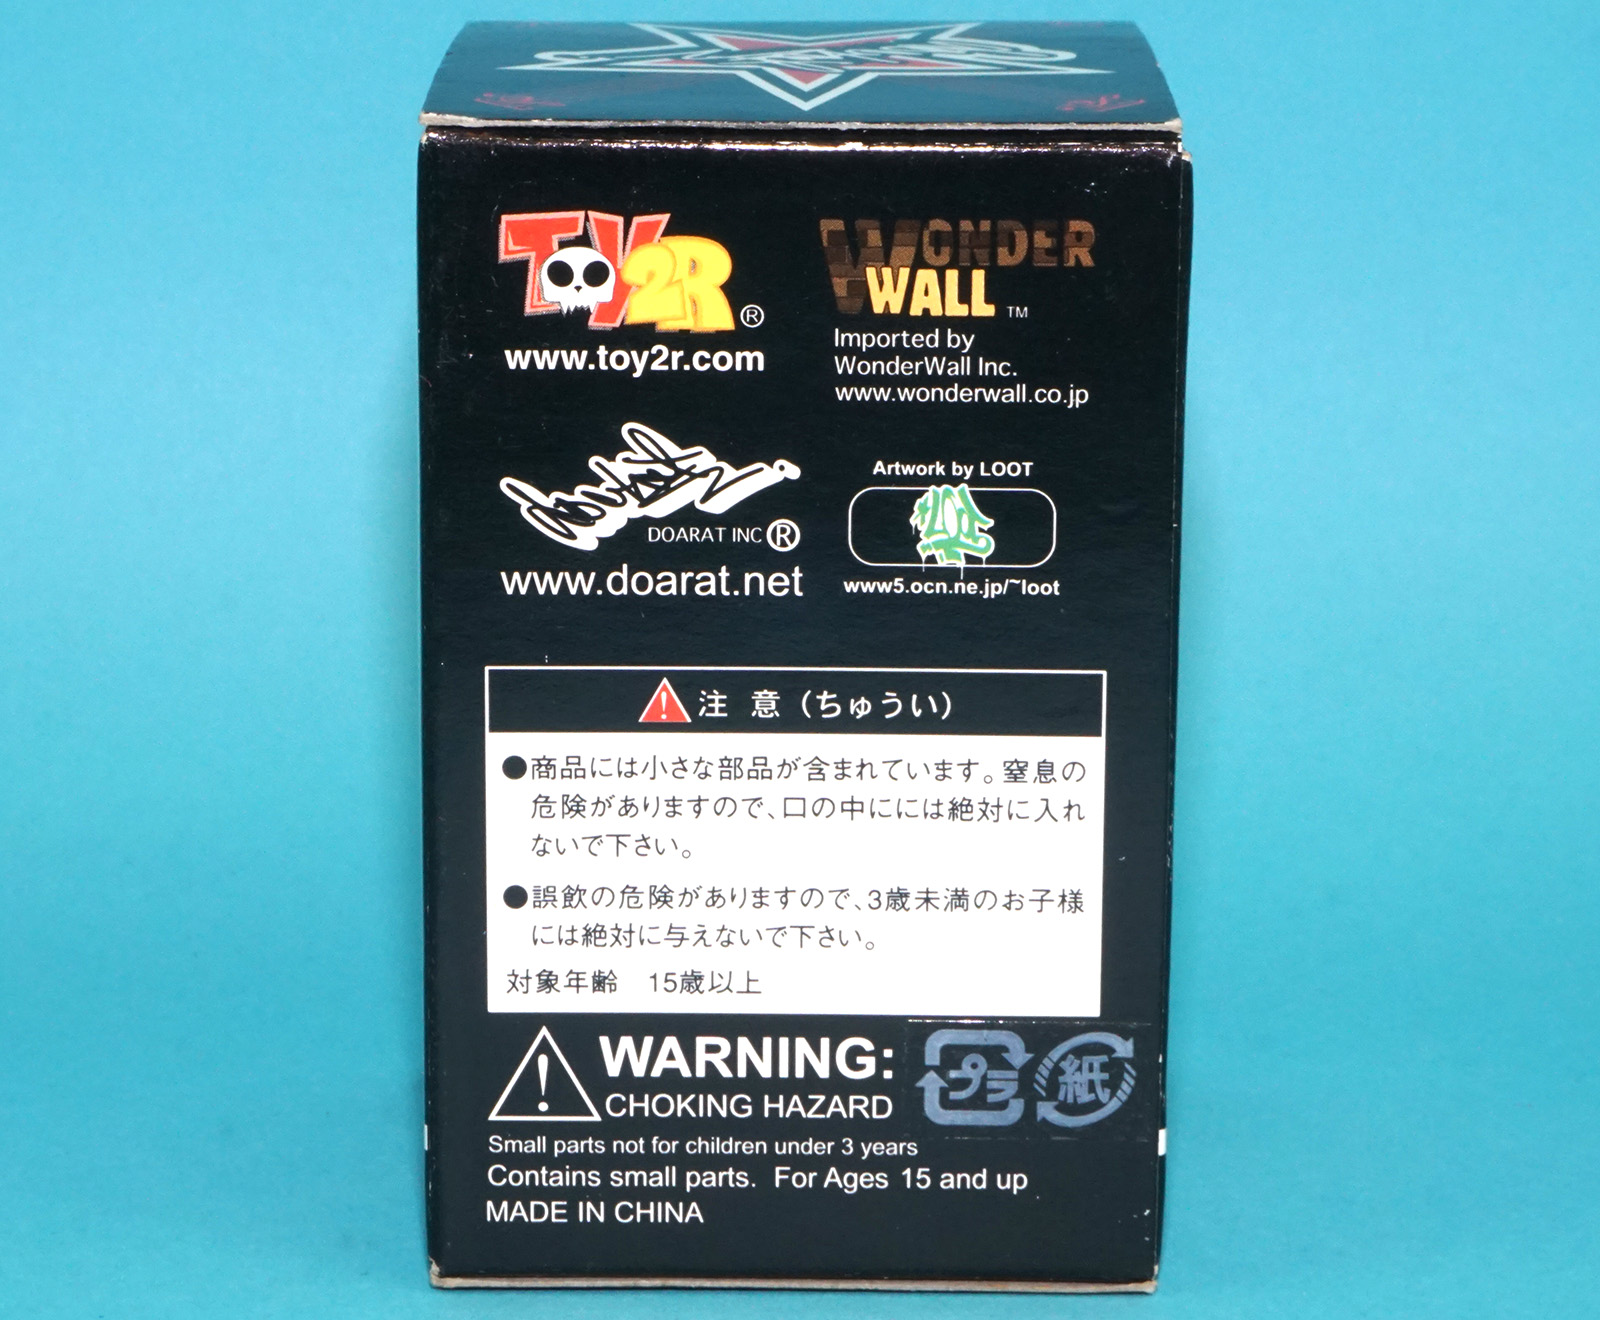 TOY2R®
www.toy2r.com
WONDER
WALL™
Imported by
WonderWall Inc.
www.wonderwall.co.jp
DOARAT INC®
www.doarat.net
Artwork by LOOT
LOOT
www5.ocn.ne.jp/~loot
注 意 (ちゅうい)
●商品には小さな部品が含まれています。窒息の
危険がありますので、口の中にには絶対に入れ
ないで下さい。
●誤飲の危険がありますので、3歳未満のお子様
には絶対に与えないで下さい。
対象年齢 15歳以上
WARNING:
CHOKING HAZARD
プラ
紙
Small parts not for children under 3 years
Contains small parts. For Ages 15 and up
MADE IN CHINA